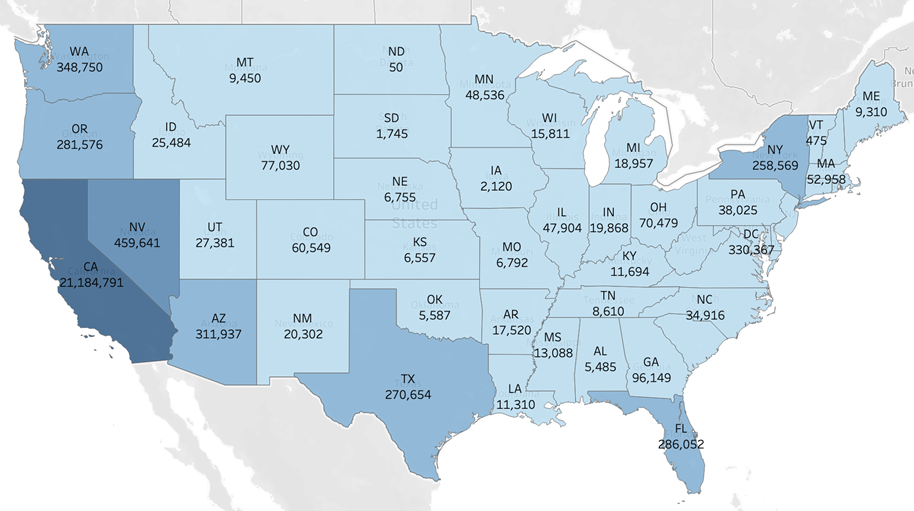 WA
348,750
MT
9,450
ND
50
MN
48,536
ME
9,310
OR
281,576
ID
25,484
SD
1,745
WI
15,811
VT
475
WY
77,030
MI
18,957
NY
258,569
MA
52,958
IA
2,120
NE
6,755
PA
38,025
United
States
NV
459,641
UT
27,381
CO
60,549
IL
47,904
IN
19,868
OH
70,479
DC
330,367
KS
6,557
MO
6,792
KY
11,694
CA
21,184,791
AZ
311,937
NM
20,302
OK
5,587
AR
17,520
TN
8,610
NC
34,916
MS
13,088
AL
5,485
GA
96,149
TX
270,654
LA
11,310
FL
286,052